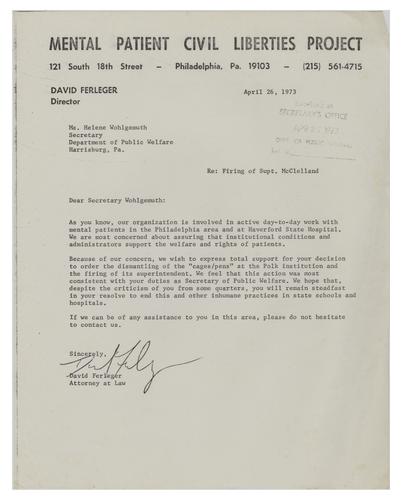 MENTAL PATIENT CIVIL LIBERTIES PROJECT
121 South 18th Street – Philadelphia, Pa. 19103 – (215) 561-4715
DAVID FERLEGER
Director
April 26, 1973
SECRETARY'S OFFICE
Ms. Helene Wohlgemuth
Secretary
Department of Public Welfare
Harrisburg, Pa.
Re: Firing of Supt. McClelland
Dear Secretary Wohlgemuth:
As you know, our organization is involved in active day-to-day work with
mental patients in the Philadelphia area and at Haverford State Hospital.
We are most concerned about assuring that institutional conditions and
administrators support the welfare and rights of patients.
Because of our concern, we wish to express total support for your decision
to order the dismantling of the "cages/pens" at the Polk institution and
the firing of its superintendent. We feel that this action was most
consistent with your duties as Secretary of Public Welfare. We hope that,
despite the criticism of you from some quarters, you will remain steadfast
in your resolve to end this and other inhumane practices in state schools and
hospitals.
If we can be of any assistance to you in this area, please do not hesitate
to contact us.
Sincerely,
David Ferleger
Attorney at Law